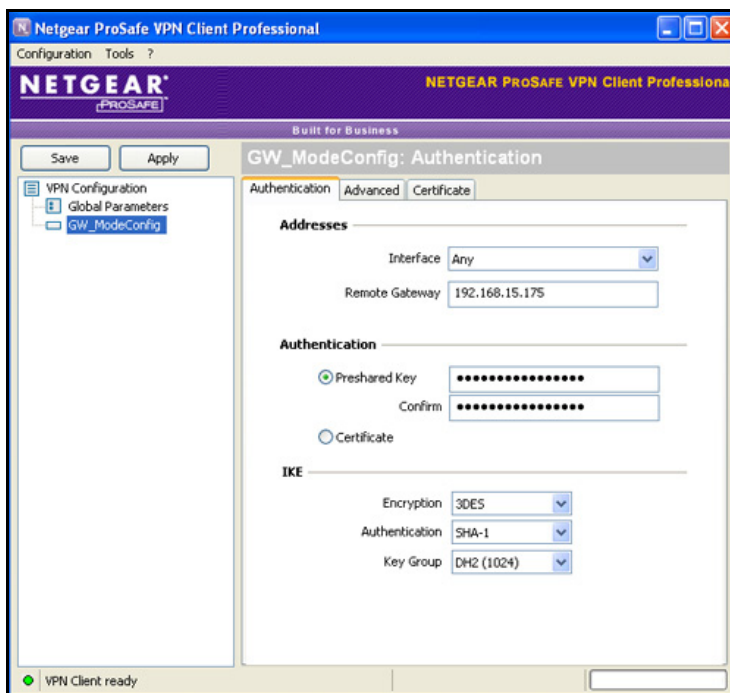 Netgear ProSafe VPN Client Professional
Configuration Tools ?
NETGEAR®
PROSAFE
NETGEAR PROSAFE VPN Client Professiona
Built for Business
Save
Apply
VPN Configuration
Global Parameters
GW_ModeConfig
GW_ModeConfig: Authentication
Authentication
Advanced
Certificate
Addresses
Interface Any
Remote Gateway 192.168.15.175
Authentication
Preshared Key ••••••••••••••••
Confirm ••••••••••••••••
Certificate
IKE
Encryption 3DES
Authentication SHA-1
Key Group DH2 (1024)
VPN Client ready